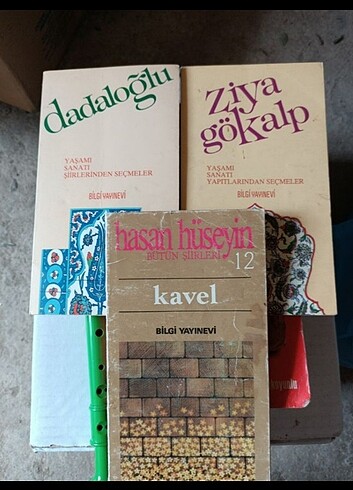 dadaloğlu
YAŞAMI
SANATI
ŞİİRLERİNDEN SEÇMELER
BİLGİ YAYINEVİ
ziya
gökalp
YAŞAMI
SANATI
YAPITLARINDAN SEÇMELER
BİLGİ YAYINEVİ
hasan hüseyin
BÜTÜN ŞİİRLERİ 12
kavel
BİLGİ YAYINEVİ